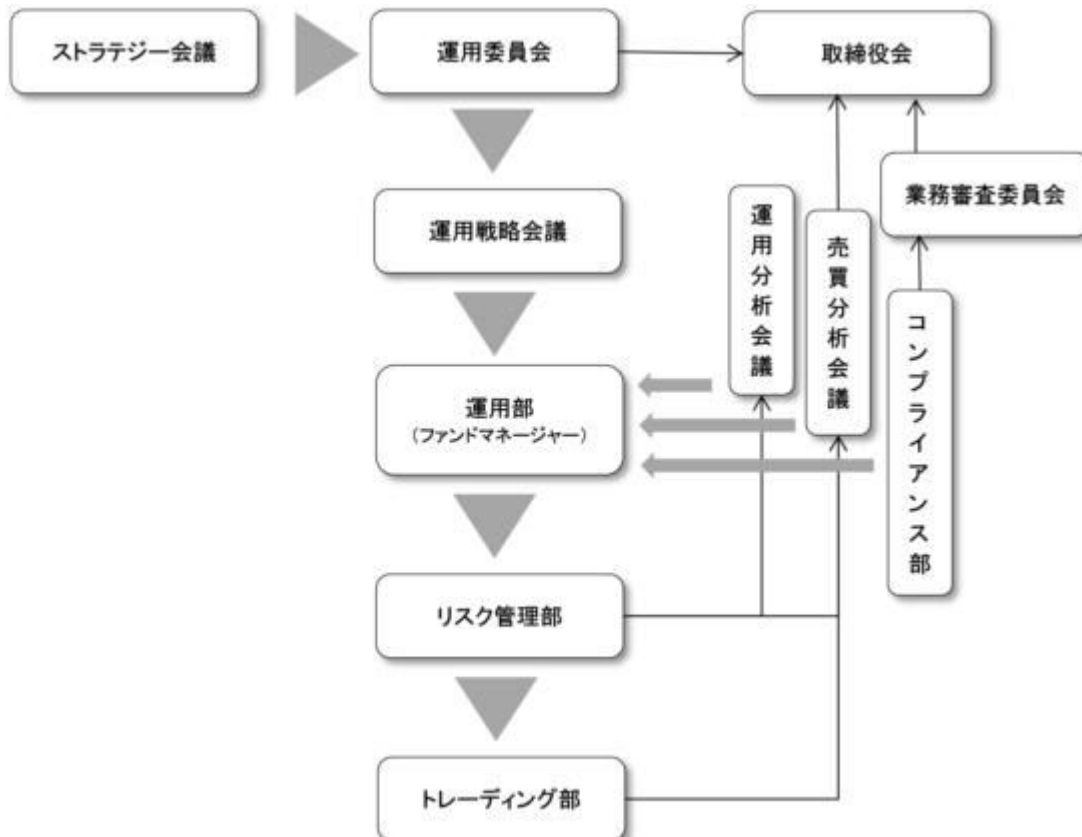 ストラテジー会議
運用委員会
取締役会
業務審査委員会
運用戦略会議
運用分析会議
売買分析会議
コンプライアンス部
運用部
(ファンドマネージャー)
リスク管理部
トレーディング部